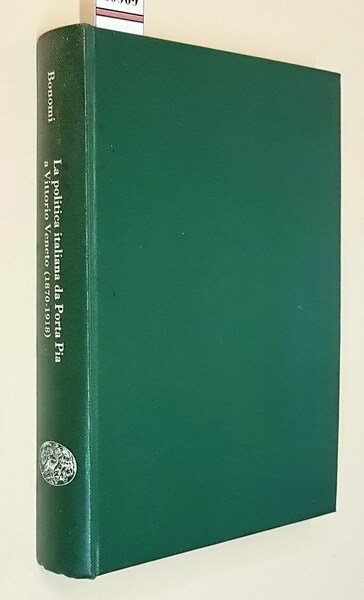 Bonomi
La politica italiana da Porta Pia
a Vittorio Veneto (1870-1918)